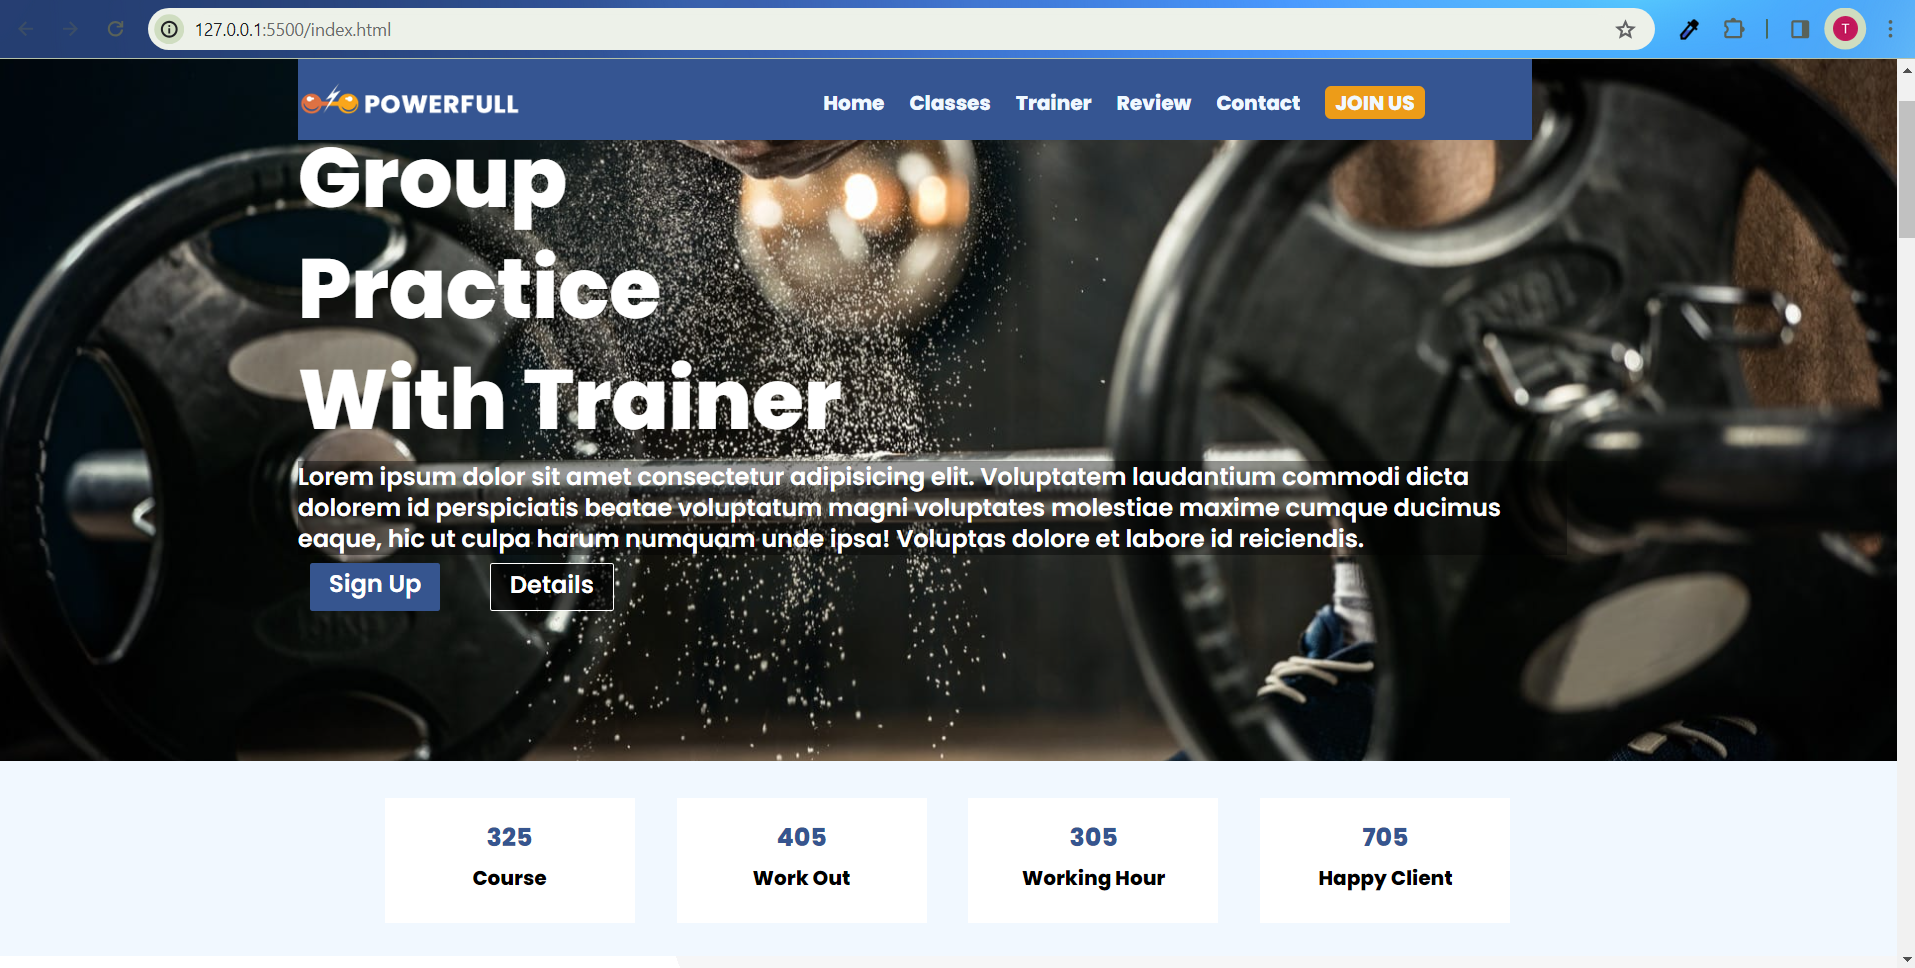 127.0.0.1:5500/index.html
T
POWERFULL
Home Classes Trainer Review Contact JOIN US
Group
Practice
With Trainer
Lorem ipsum dolor sit amet consectetur adipisicing elit. Voluptatem laudantium commodi dicta
dolorem id perspiciatis beatae voluptatum magni voluptates molestiae maxime cumque ducimus
eaque, hic ut culpa harum numquam unde ipsa! Voluptas dolore et labore id reiciendis.
Sign Up Details
325 405 305 705
Course Work Out Working Hour Happy Client